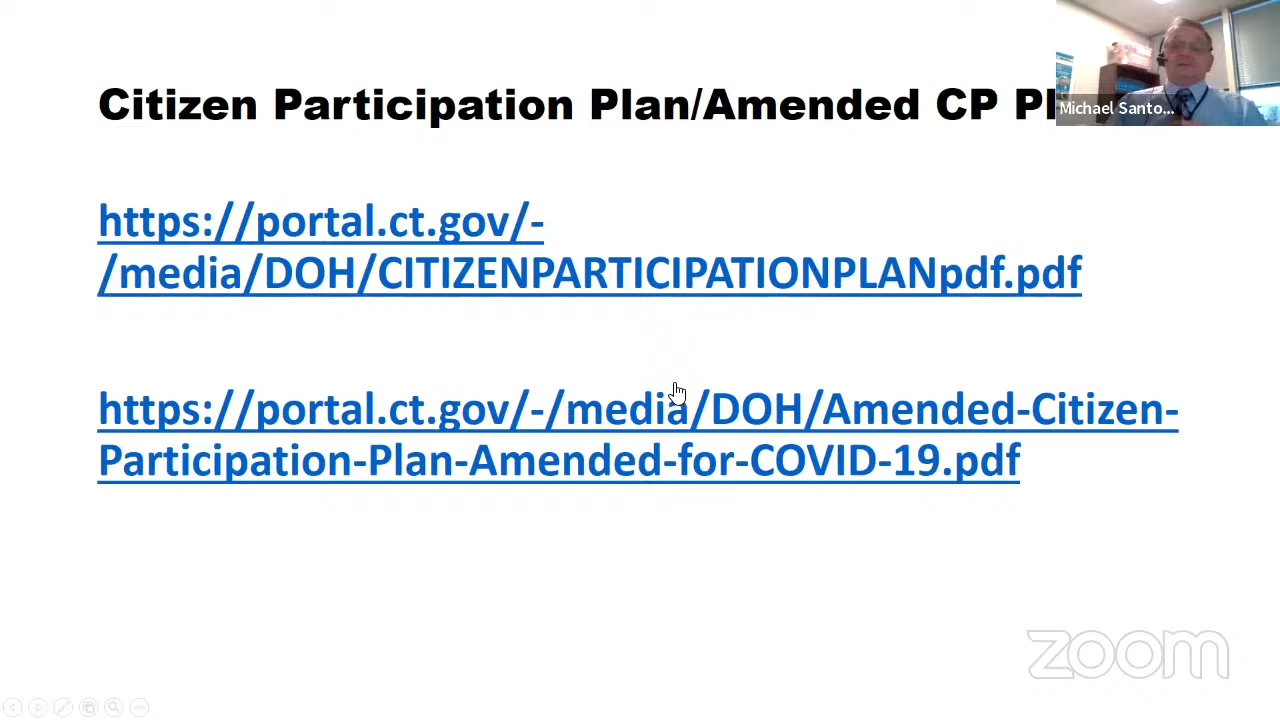 Citizen Participation Plan/Amended CP Pl
Michael Santo...
https://portal.ct.gov/-
/media/DOH/CITIZENPARTICIPATIONPLANpdf.pdf
https://portal.ct.gov/-/media/DOH/Amended-Citizen-
Participation-Plan-Amended-for-COVID-19.pdf
zoom